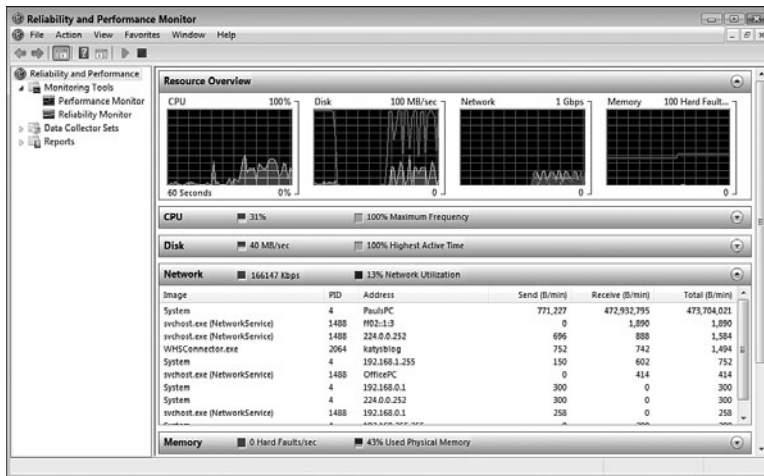 Reliability and Performance Monitor
File Action View Favorites Window Help
Reliability and Performance
Monitoring Tools
Performance Monitor
Reliability Monitor
Data Collector Sets
Reports
Resource Overview
CPU 100% Disk 100 MB/sec Network 1 Gbps Memory 100 Hard Fault...
60 Seconds 0% 0 0 0
CPU 31% 100% Maximum Frequency
Disk 40 MB/sec 100% Highest Active Time
Network 166147 Kbps 13% Network Utilization
Image PID Address Send (B/min) Receive (B/min) Total (B/min)
System 4 PaulsPC 771,227 472,932,795 473,704,021
svchost.exe (NetworkService) 1488 ff02::1:3 0 1,890 1,890
svchost.exe (NetworkService) 1488 224.0.0.252 696 888 1,584
WHSConnector.exe 2064 katysblog 752 742 1,494
System 4 192.168.1.255 150 602 752
svchost.exe (NetworkService) 1488 OfficePC 0 414 414
System 4 192.168.0.1 300 0 300
System 4 224.0.0.252 300 0 300
svchost.exe (NetworkService) 1488 192.168.0.1 258 0 258
Memory 0 Hard Faults/sec 43% Used Physical Memory